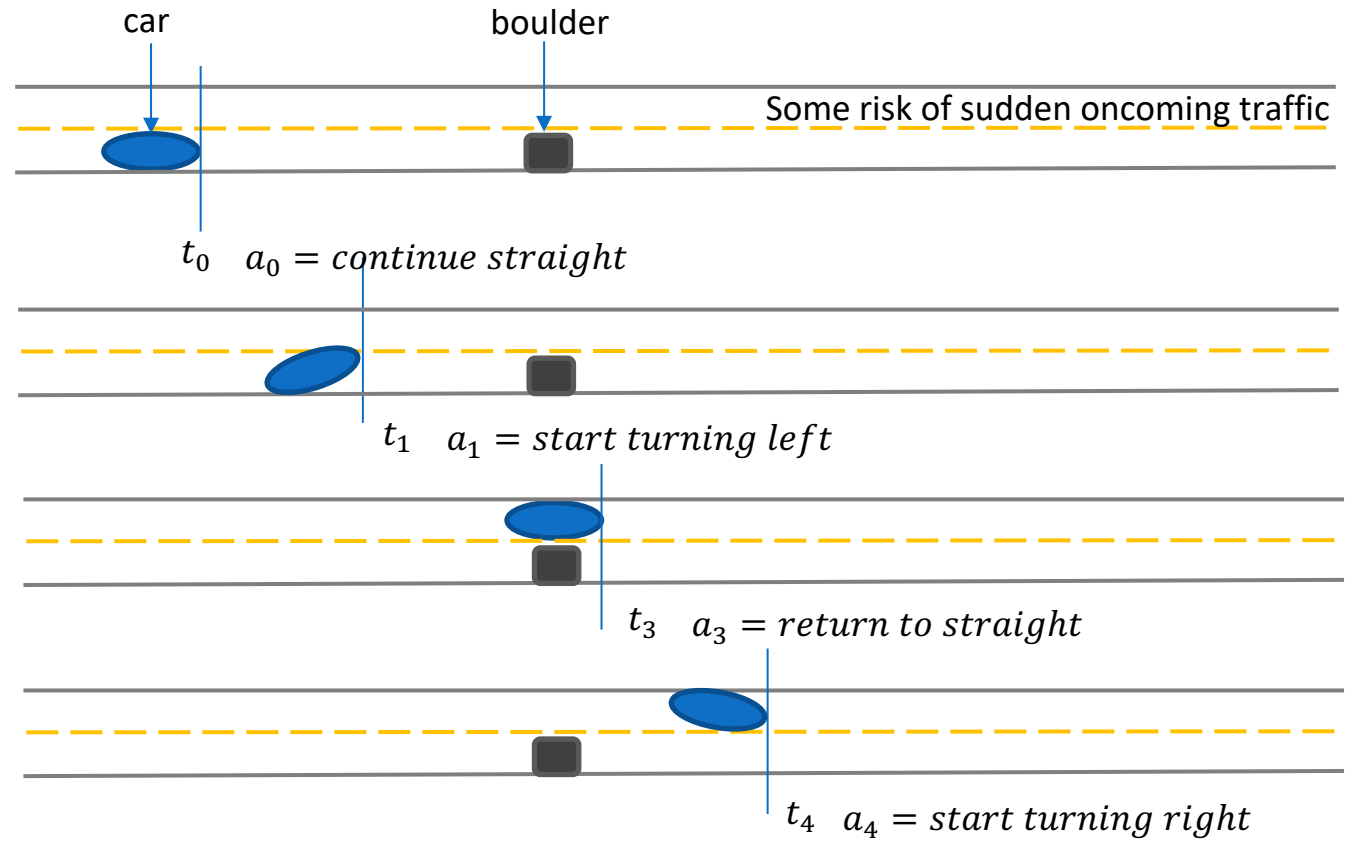 car
boulder
Some risk of sudden oncoming traffic
t₀ a₀ = continue straight
t₁ a₁ = start turning left
t₃ a₃ = return to straight
t₄ a₄ = start turning right